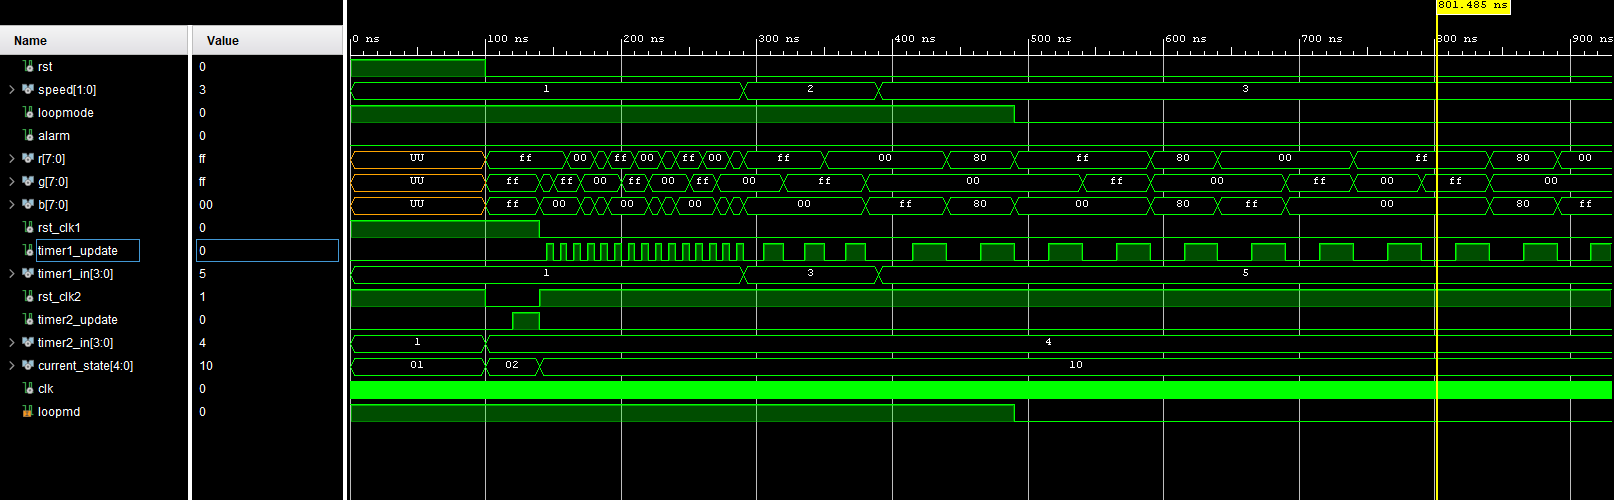 801.485 ns
Name Value 0 ns 100 ns 200 ns 300 ns 400 ns 500 ns 600 ns 700 ns 800 ns 900 ns
rst 0
speed[1:0] 3 1 2 3
loopmode 0
alarm 0
r[7:0] ff UU ff 00 ff 00 ff 00 ff 00 80 ff 80 00 ff 80 00
g[7:0] ff UU ff ff 00 ff 00 ff 00 ff 00 ff 00 ff 00 ff 00
b[7:0] 00 UU ff 00 00 00 00 ff 80 00 80 00 ff 00 80 ff
rst_clk1 0
timer1_update 0
timer1_in[3:0] 5 1 3 5
rst_clk2 1
timer2_update 0
timer2_in[3:0] 4 1 4
current_state[4:0] 10 01 02 10
clk 0
loopmd 0